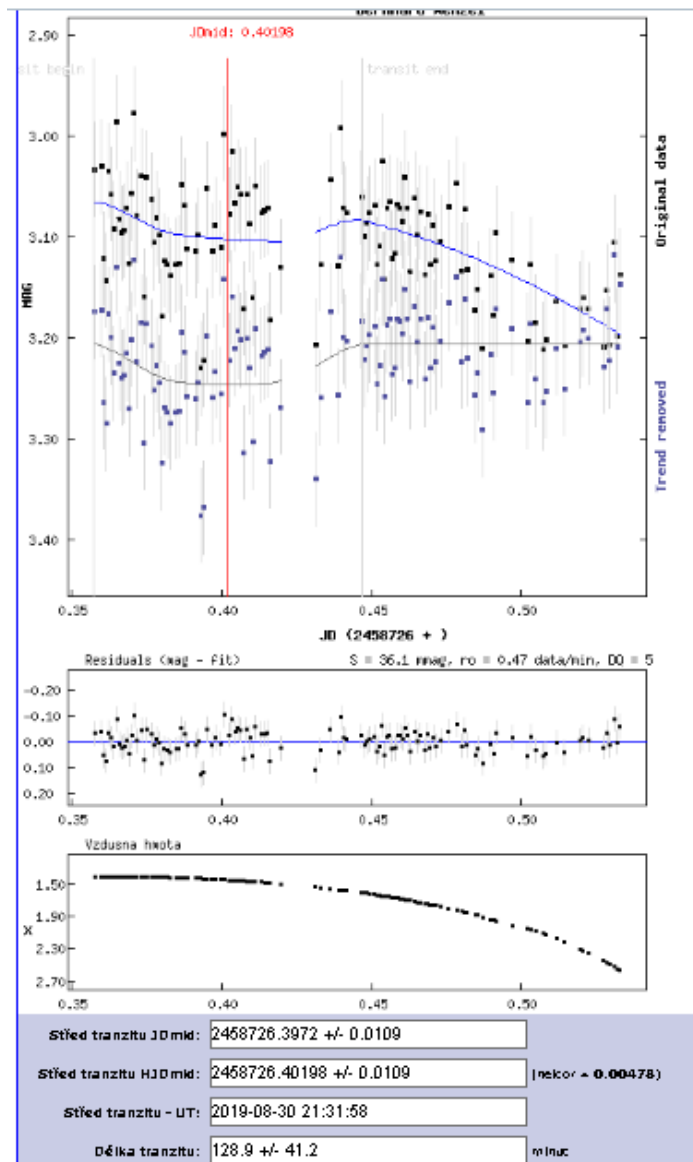 2.90
JDmid: 0.40198
sit begin
transit end
3.00
3.10
3.20
3.30
3.40
MAG
Original data
Trend removed
0.35 0.40 0.45 0.50
JD (2458726 + )
Residuals (mag - fit) S = 36.1 mmag, ro = 0.47 data/min, DQ = 5
-0.20
-0.10
0.00
0.10
0.20
0.35 0.40 0.45 0.50
Vzdusna hmota
1.50
1.90
2.30
2.70
X
0.35 0.40 0.45 0.50
Střed tranzitu JDmid: 2458726.3972 +/- 0.0109
Střed tranzitu HJDmid: 2458726.40198 +/- 0.0109 (helcor = 0.00478)
Střed tranzitu - UT: 2019-08-30 21:31:58
Délka tranzitu: 128.9 +/- 41.2 minut